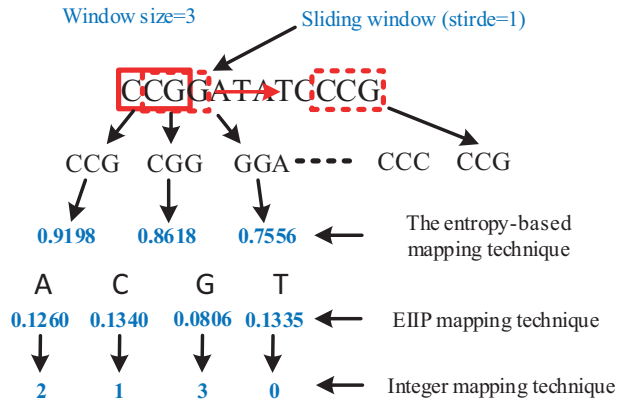 Window size=3
Sliding window (stirde=1)
CCGGATATCCCG
CCG CGG GGA CCC CCG
0.9198 0.8618 0.7556
The entropy-based
mapping technique
A C G T
0.1260 0.1340 0.0806 0.1335
EIIP mapping technique
2 1 3 0
Integer mapping technique